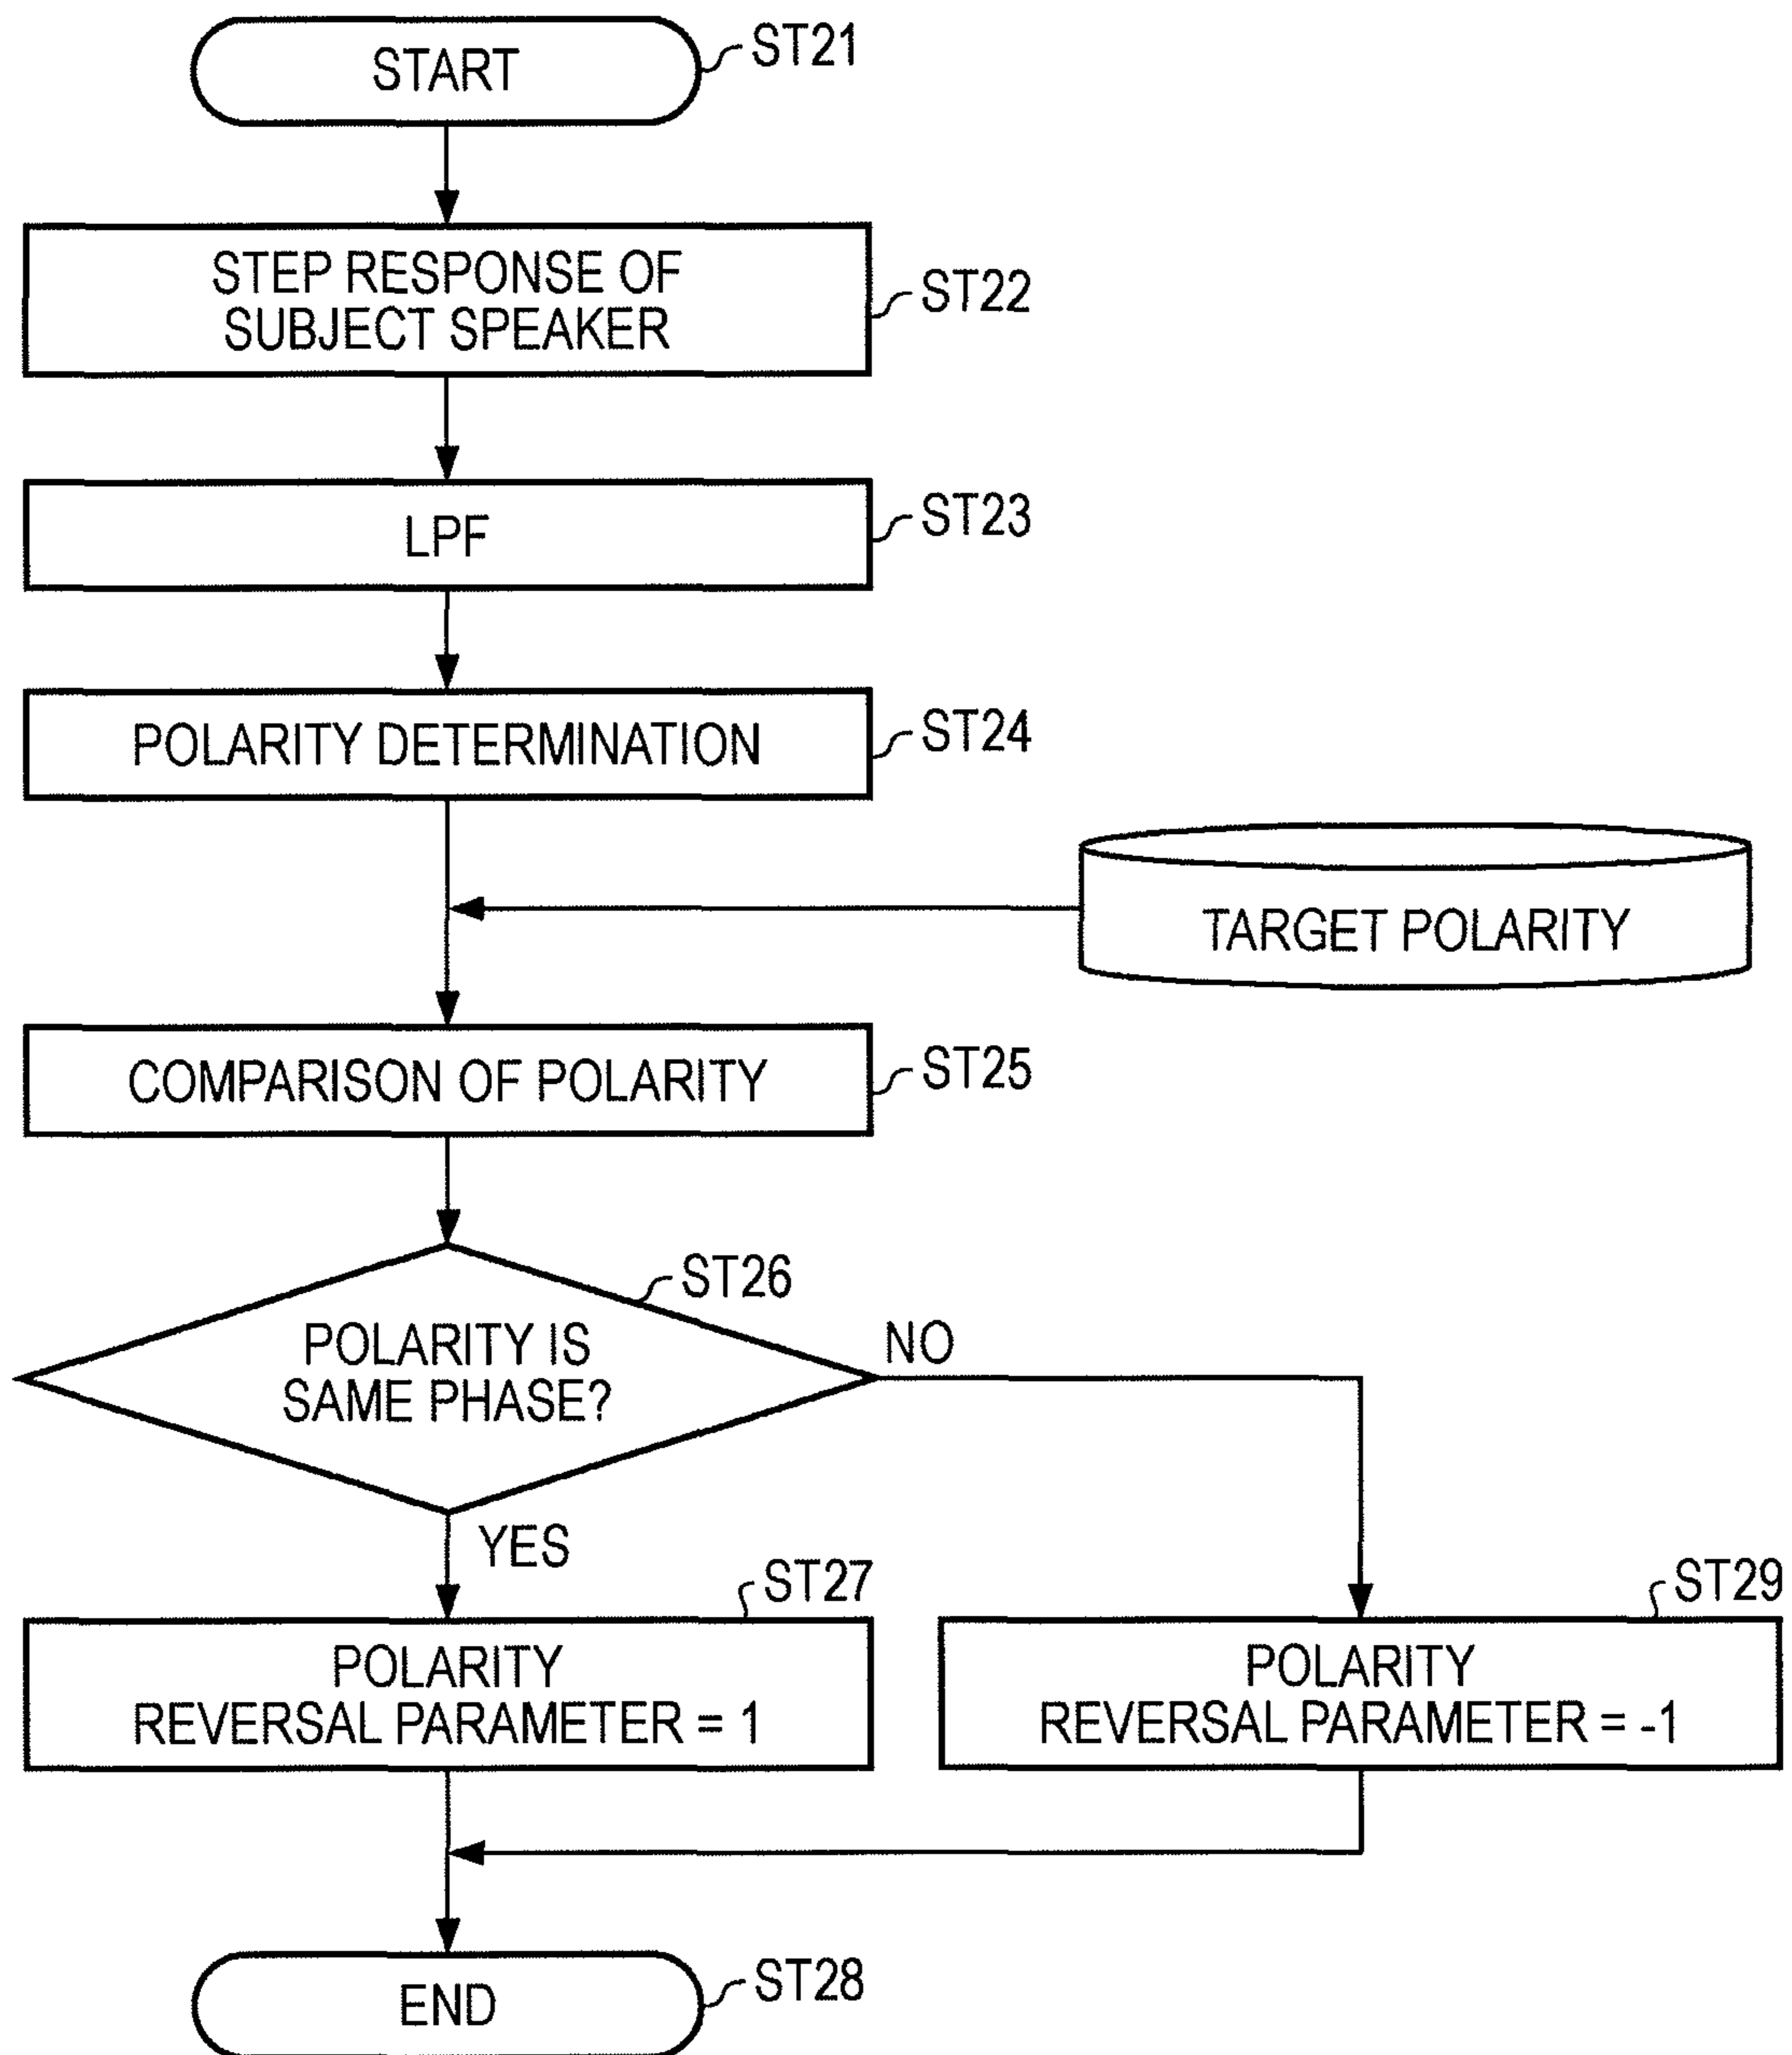 START
ST21
STEP RESPONSE OF
SUBJECT SPEAKER
ST22
LPF
ST23
POLARITY DETERMINATION
ST24
TARGET POLARITY
COMPARISON OF POLARITY
ST25
ST26
POLARITY IS
SAME PHASE?
NO
YES
ST27
POLARITY
REVERSAL PARAMETER = 1
ST29
POLARITY
REVERSAL PARAMETER = -1
END
ST28